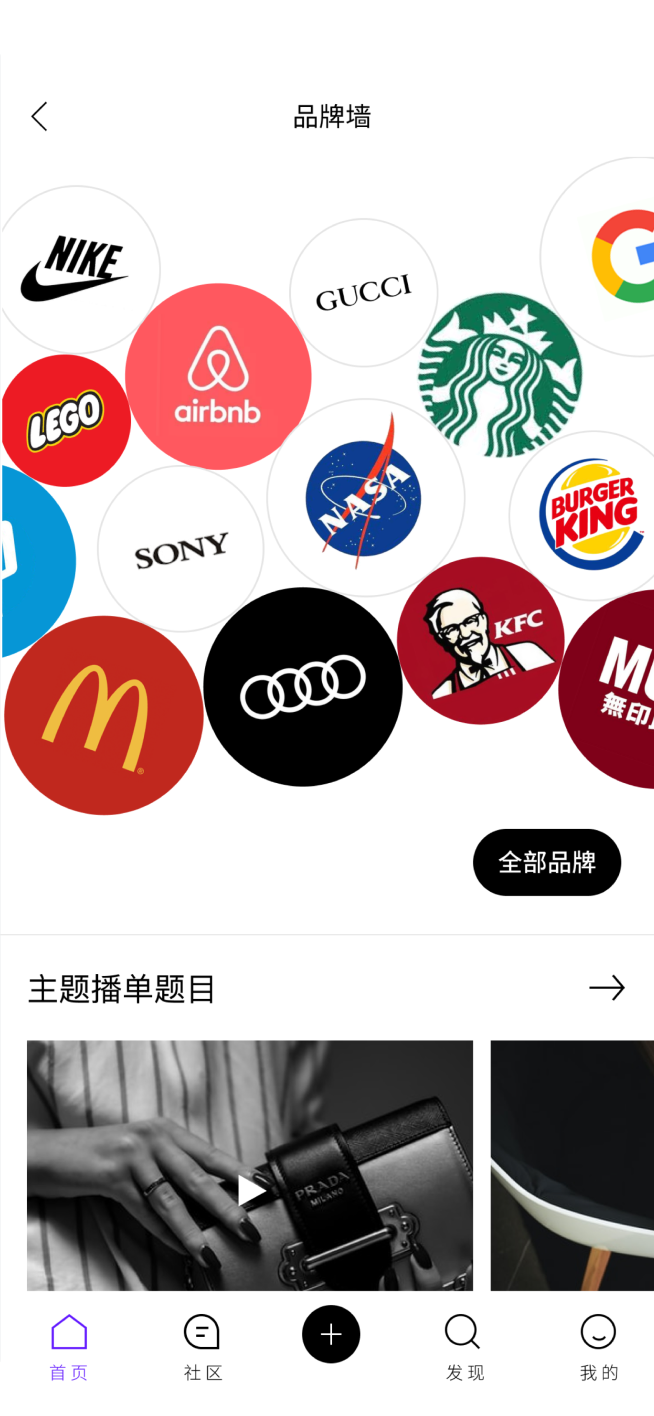 品牌墙
NIKE
GUCCI
airbnb
LEGO
NASA
BURGER
KING
SONY
KFC
無印
全部品牌
主题播单题目
PRADA
MILANO
首页
社区
发现
我的